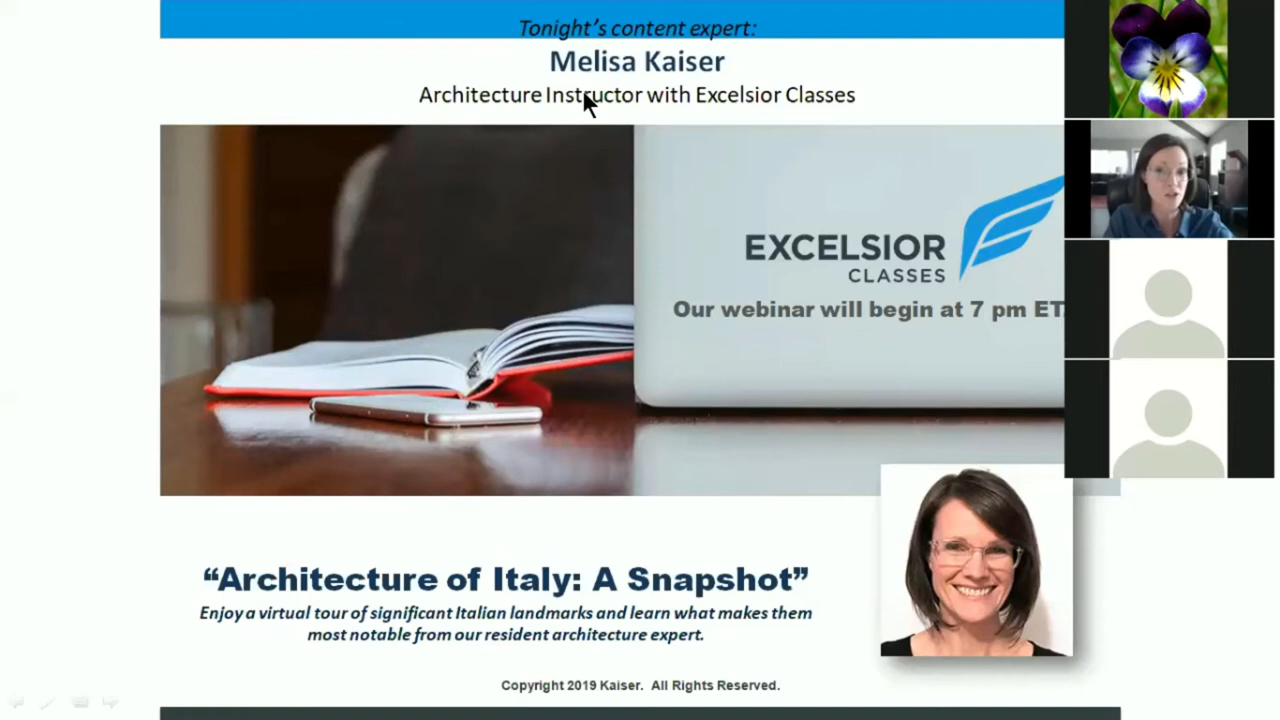 Tonight's content expert:
Melisa Kaiser
Architecture Instructor with Excelsior Classes
EXCELSIOR
CLASSES
Our webinar will begin at 7 pm ET.
“Architecture of Italy: A Snapshot”
Enjoy a virtual tour of significant Italian landmarks and learn what makes them
most notable from our resident architecture expert.
Copyright 2019 Kaiser. All Rights Reserved.